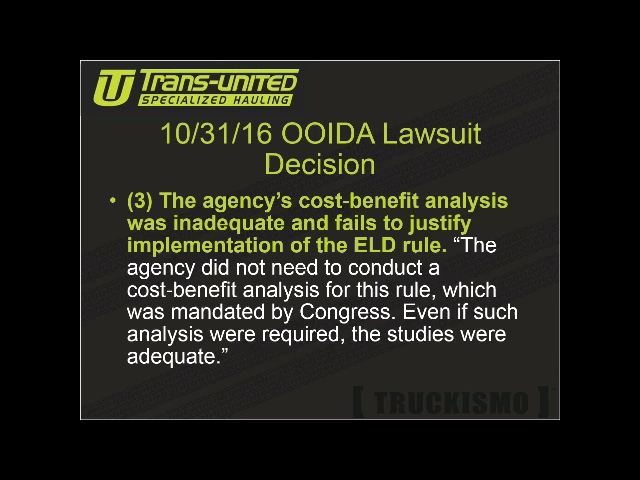 TRANS-UNITED
SPECIALIZED HAULING
10/31/16 OOIDA Lawsuit
Decision
• (3) The agency's cost-benefit analysis
was inadequate and fails to justify
implementation of the ELD rule. “The
agency did not need to conduct a
cost-benefit analysis for this rule, which
was mandated by Congress. Even if such
analysis were required, the studies were
adequate.”
[ TRUCKISMO ]